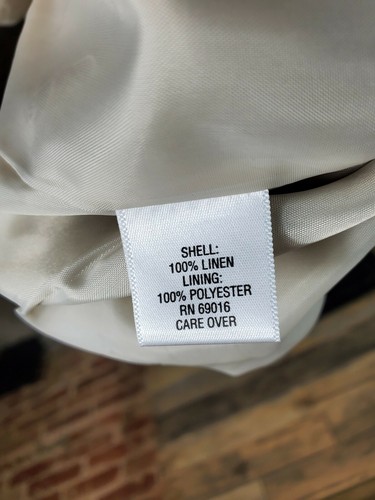 SHELL:
100% LINEN
LINING:
100% POLYESTER
RN 69016
CARE OVER